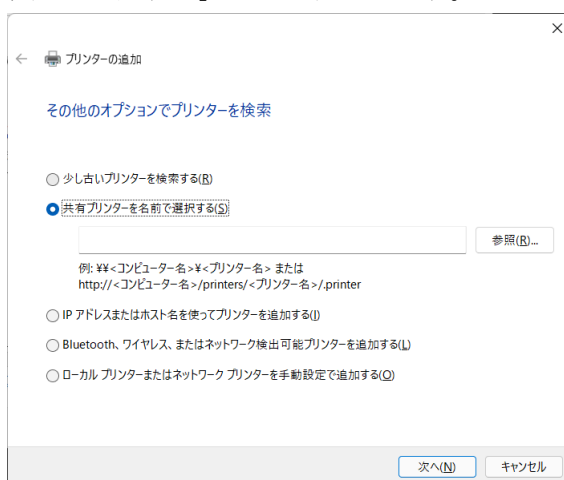 プリンターの追加
その他のオプションでプリンターを検索
少し古いプリンターを検索する(R)
共有プリンターを名前で選択する(S)
参照(R)...
例: ¥¥<コンピューター名>¥<プリンター名> または
http://<コンピューター名>/printers/<プリンター名>/.printer
IP アドレスまたはホスト名を使ってプリンターを追加する(I)
Bluetooth、ワイヤレス、またはネットワーク検出可能プリンターを追加する(L)
ローカル プリンターまたはネットワーク プリンターを手動設定で追加する(O)
次へ(N)
キャンセル